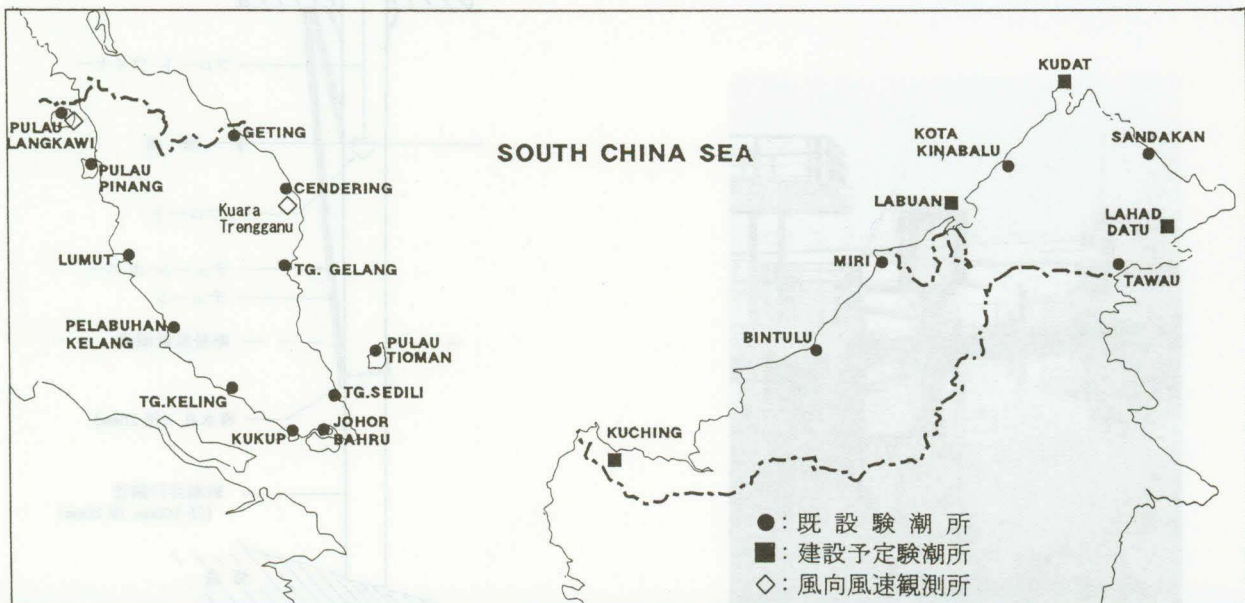 KUDAT
KOTA
KINABALU
SANDAKAN
PULAU
LANGKAWI
GETING
SOUTH CHINA SEA
PULAU
PINANG
CENDERING
Kuara
Trengganu
LABUAN
LAHAD
DATU
LUMUT
TG. GELANG
MIRI
TAWAU
PELABUHAN
KELANG
PULAU
TIOMAN
BINTULU
TG.KELING
TG.SEDILI
KUKUP
JOHOR
BAHRU
KUCHING
●：既設験潮所
■：建設予定験潮所
◇：風向風速観測所